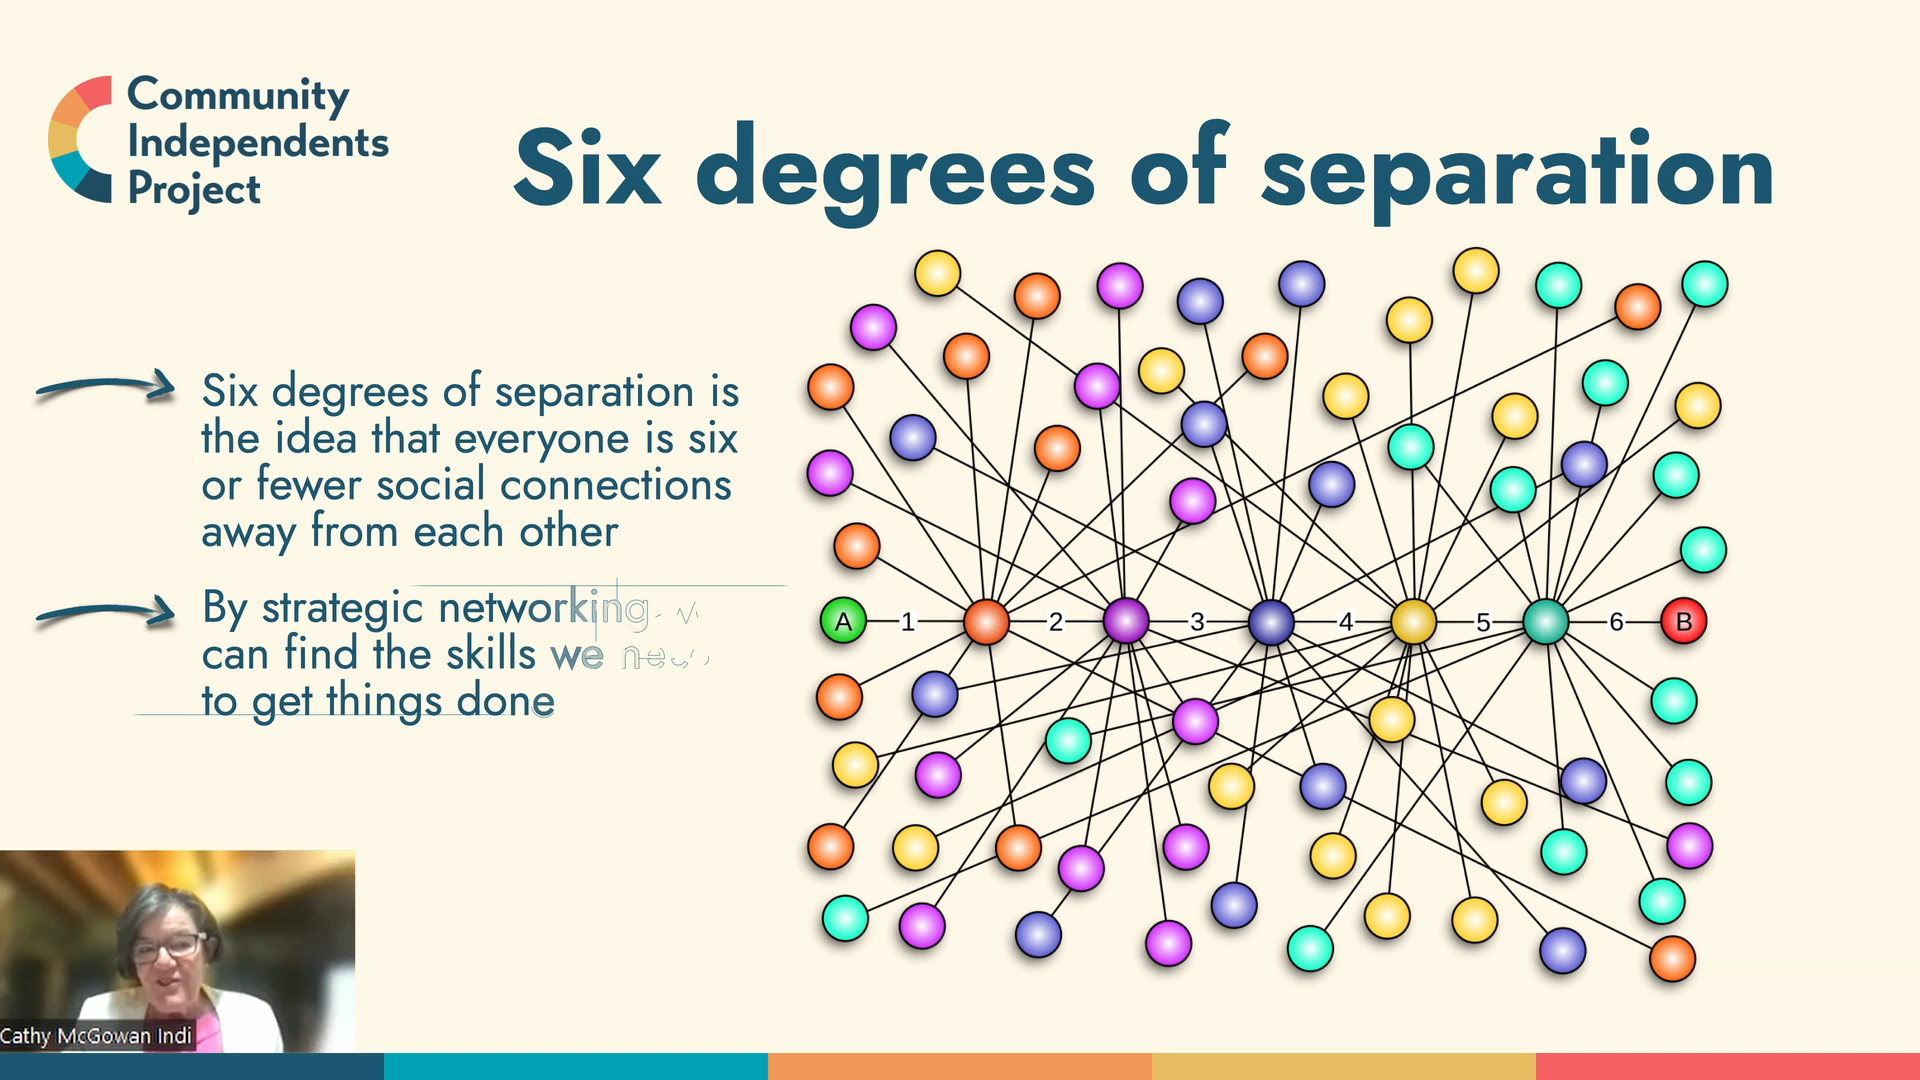 Community
Independents
Project
Six degrees of separation
Six degrees of separation is
the idea that everyone is six
or fewer social connections
away from each other
By strategic networking
can find the skills we
to get things done
A 1 2 3 4 5 6 B
Cathy McGowan Indi